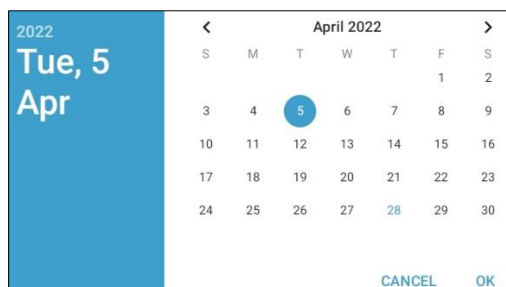 2022
Tue, 5
Apr
April 2022
S M T W T F S
1 2
3 4 5 6 7 8 9
10 11 12 13 14 15 16
17 18 19 20 21 22 23
24 25 26 27 28 29 30
CANCEL OK